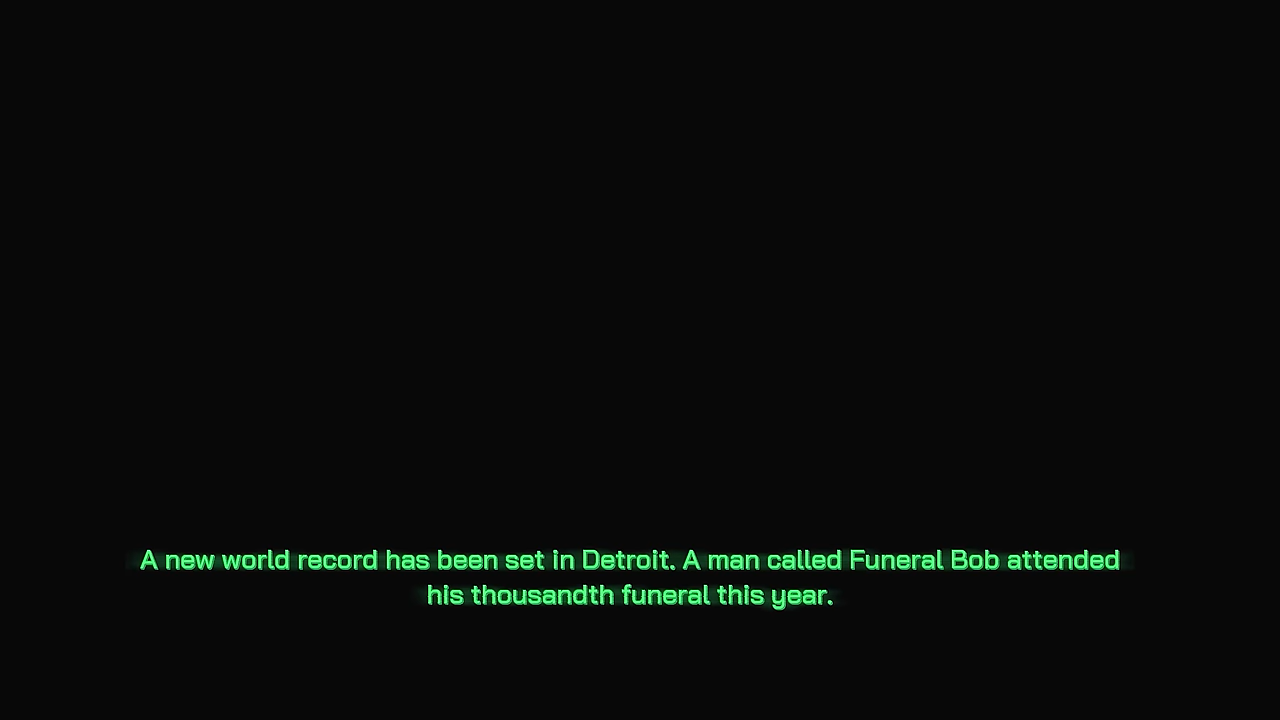 A new world record has been set in Detroit. A man called Funeral Bob attended
his thousandth funeral this year.